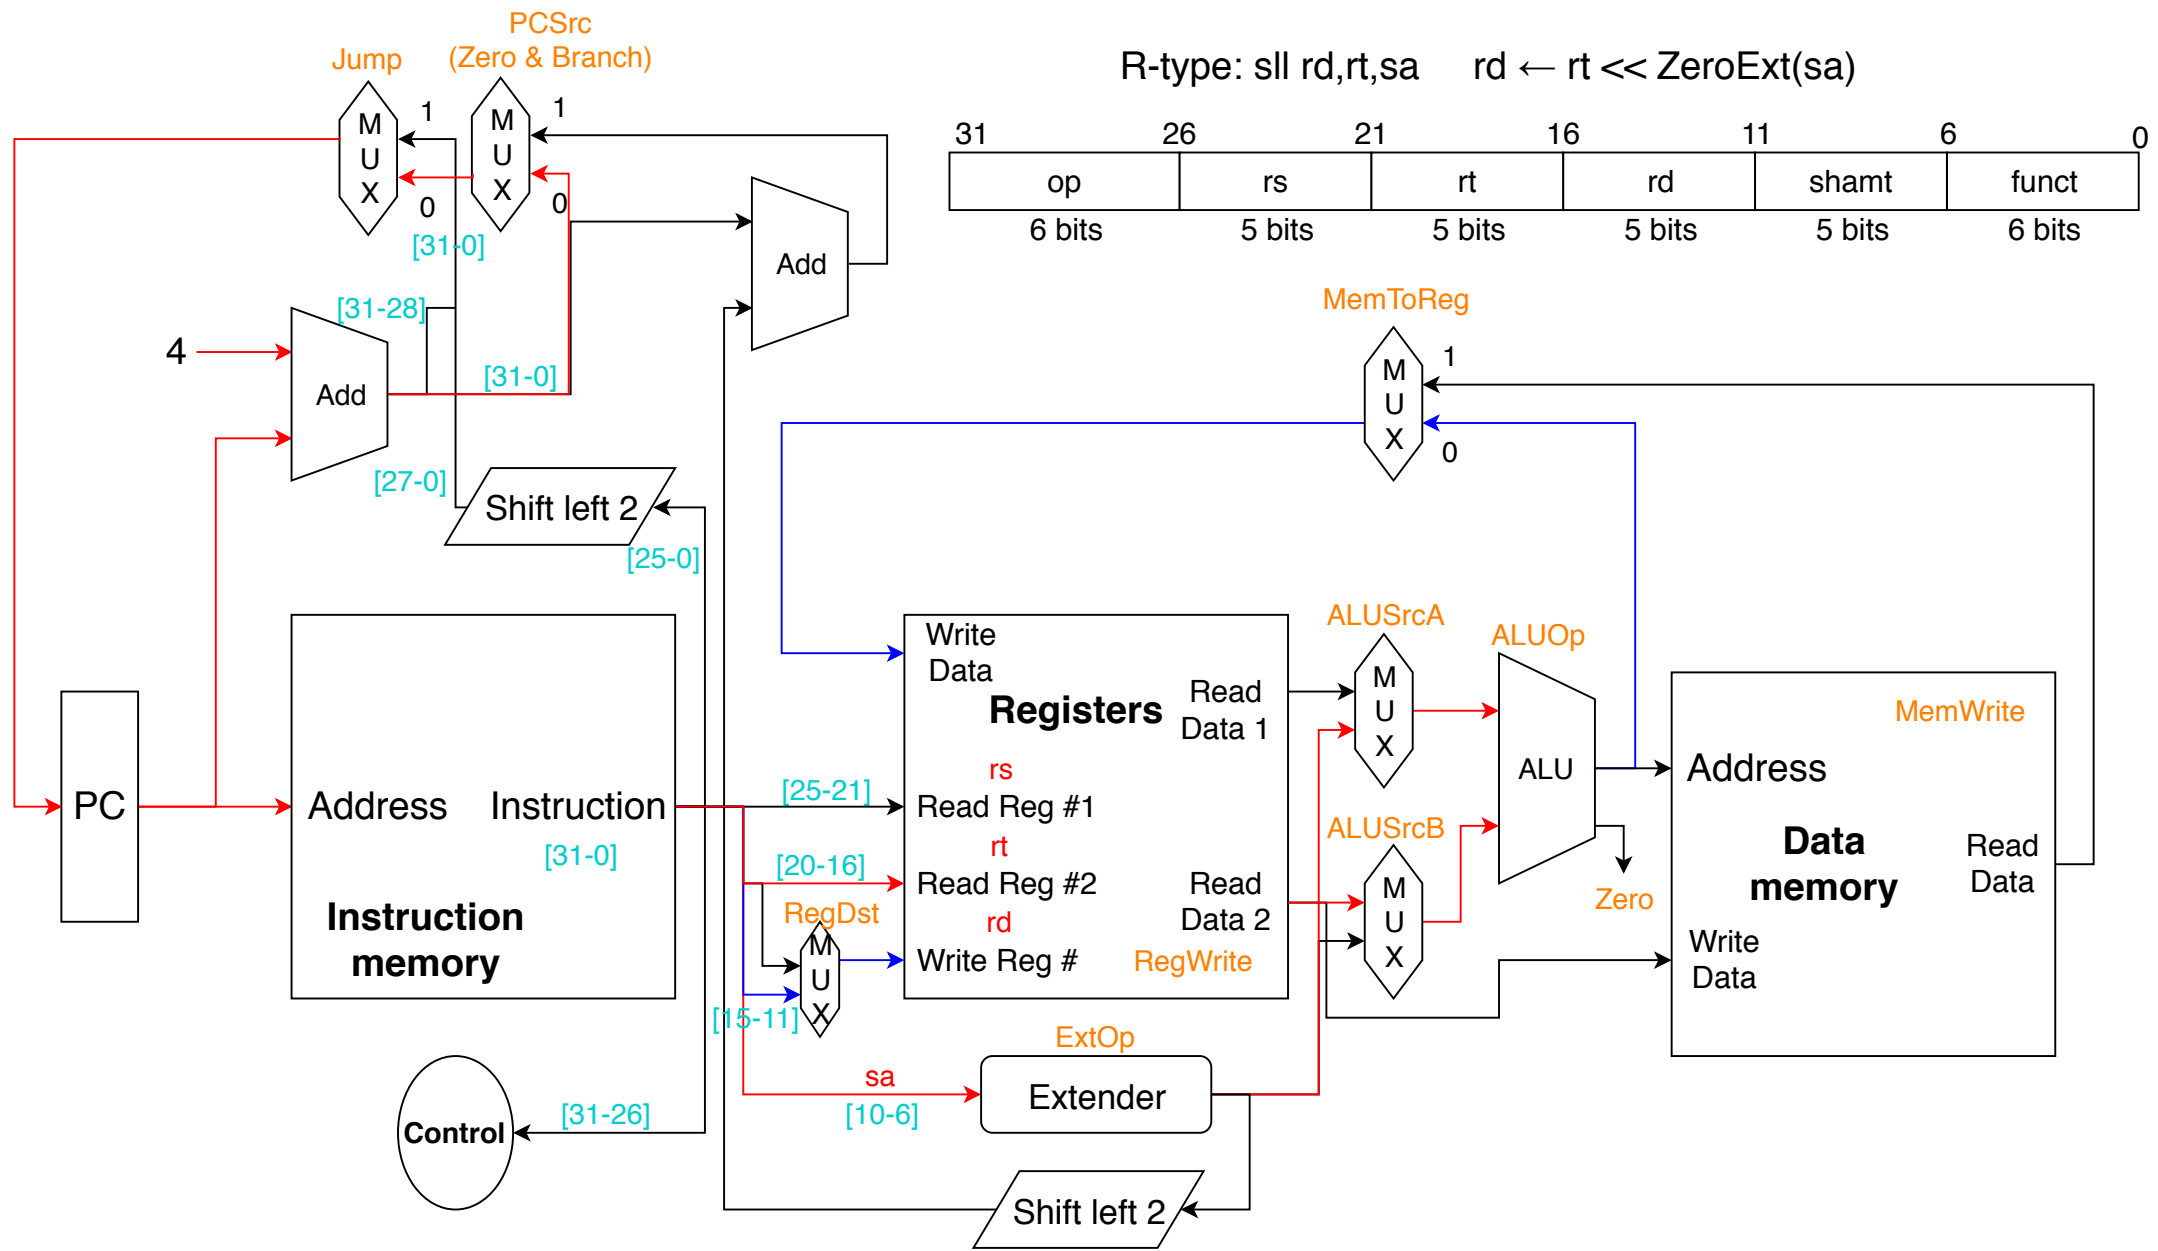 PCSrc
(Zero & Branch)
Jump
R-type: sll rd,rt,sa rd ← rt << ZeroExt(sa)
31 26 21 16 11 6 0
op rs rt rd shamt funct
6 bits 5 bits 5 bits 5 bits 5 bits 6 bits
M
U
X
1
0
M
U
X
1
0
[31-0]
Add
[31-28]
4
Add
[31-0]
[27-0]
Shift left 2
[25-0]
MemToReg
M
U
X
1
0
PC
Address Instruction
[31-0]
Instruction
memory
Control
[31-26]
[25-21]
[20-16]
RegDst
M
U
X
[15-11]
Write
Data
Registers
Read
Data 1
rs
Read Reg #1
rt
Read Reg #2
rd
Write Reg #
Read
Data 2
RegWrite
sa
[10-6]
ExtOp
Extender
Shift left 2
ALUSrcA
M
U
X
ALUSrcB
M
U
X
ALUOp
ALU
Zero
MemWrite
Address
Data
memory
Read
Data
Write
Data